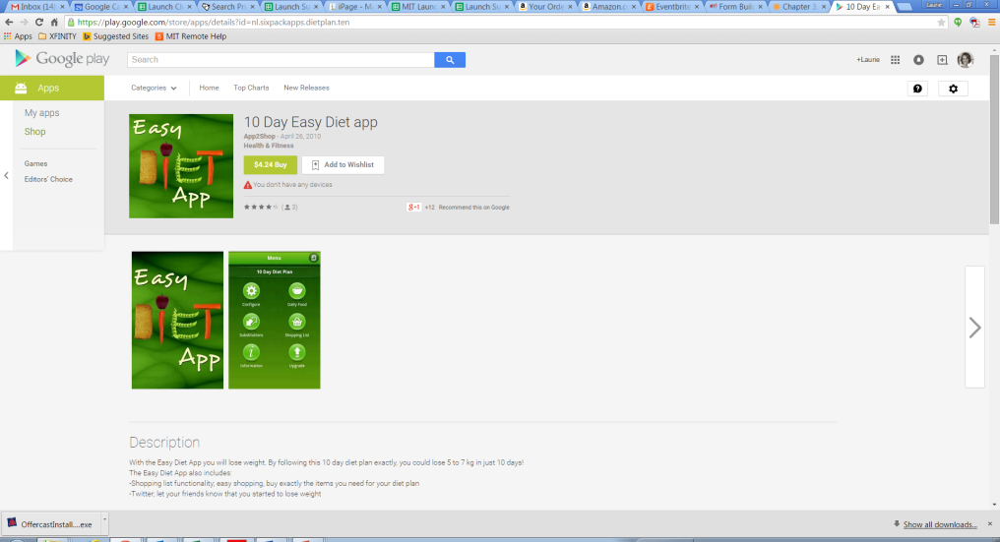 Inbox (14)
Google Ca
Launch Cl
Search Pri
Launch Su
iPage - Ma
MIT Launc
Launch Su
Your Orde
Amazon.c
Eventbrite
Form Buil
Chapter 3
10 Day Ea
Laurie
https://play.google.com/store/apps/details?id=nl.sixpackapps.dietplan.ten
Apps XFINITY Suggested Sites MIT Remote Help
Google play Search +Laurie
Apps Categories Home Top Charts New Releases
My apps
Shop
Games
Editors' Choice
Easy
DIET
App
10 Day Easy Diet app
App2Shop - April 26, 2010
Health & Fitness
$4.24 Buy Add to Wishlist
You don't have any devices
( 3) g+1 +12 Recommend this on Google
Easy
DIET
App
Menu
10 Day Diet Plan
Configure Daily Food
Substitutions Shopping List
Information Upgrade
Description
With the Easy Diet App you will lose weight. By following this 10 day diet plan exactly, you could lose 5 to 7 kg in just 10 days!
The Easy Diet App also includes:
-Shopping list functionality; easy shopping, buy exactly the items you need for your diet plan
-Twitter; let your friends know that you started to lose weight
OffercastInstall....exe Show all downloads...